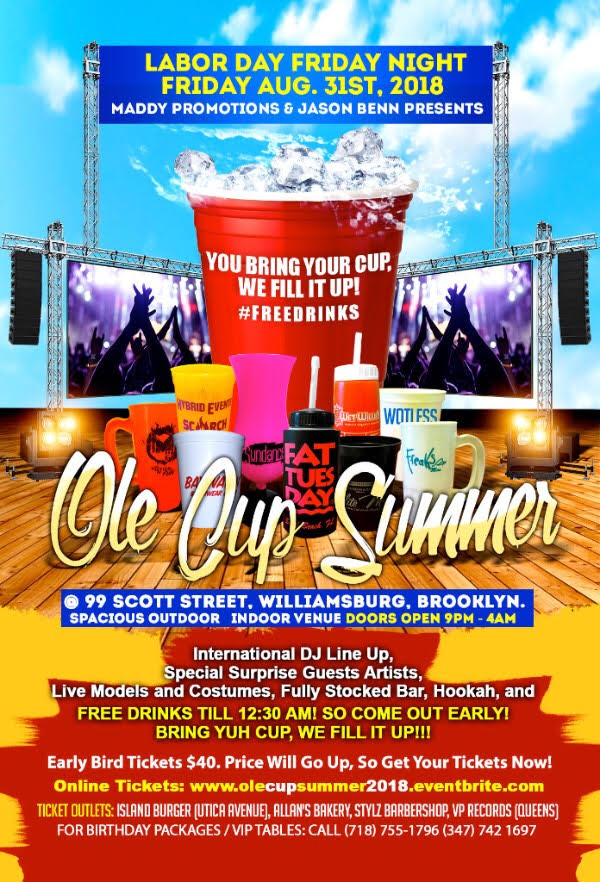 LABOR DAY FRIDAY NIGHT
FRIDAY AUG. 31ST, 2018
MADDY PROMOTIONS & JASON BENN PRESENTS
YOU BRING YOUR CUP,
WE FILL IT UP!
#FREEDRINKS
HYBRID EVENT
Sundance
WOTLESS
FAT
TUES
DAY
Freaks
Ole Cup Summer
@ 99 SCOTT STREET, WILLIAMSBURG, BROOKLYN.
SPACIOUS OUTDOOR INDOOR VENUE DOORS OPEN 9PM - 4AM
International DJ Line Up,
Special Surprise Guests Artists,
Live Models and Costumes, Fully Stocked Bar, Hookah, and
FREE DRINKS TILL 12:30 AM! SO COME OUT EARLY!
BRING YUH CUP, WE FILL IT UP!!!
Early Bird Tickets $40. Price Will Go Up, So Get Your Tickets Now!
Online Tickets: www.olecupsummer2018.eventbrite.com
TICKET OUTLETS: ISLAND BURGER (UTICA AVENUE), ALLAN'S BAKERY, STYLZ BARBERSHOP, VP RECORDS (QUEENS)
FOR BIRTHDAY PACKAGES / VIP TABLES: CALL (718) 755-1796 (347) 742 1697